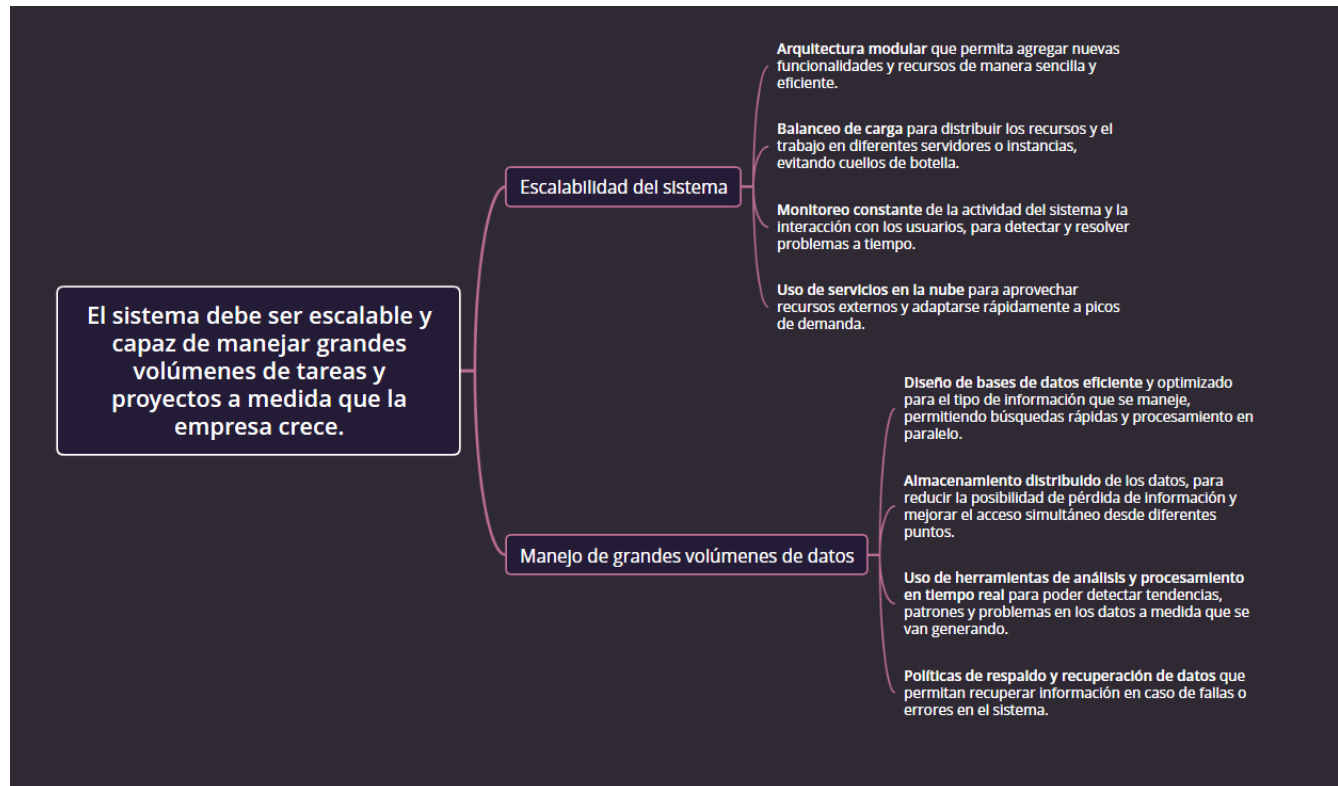 El sistema debe ser escalable y
capaz de manejar grandes
volúmenes de tareas y
proyectos a medida que la
empresa crece.
Escalabilidad del sistema
Arquitectura modular que permita agregar nuevas
funcionalidades y recursos de manera sencilla y
eficiente.
Balanceo de carga para distribuir los recursos y el
trabajo en diferentes servidores o instancias,
evitando cuellos de botella.
Monitoreo constante de la actividad del sistema y la
interacción con los usuarios, para detectar y resolver
problemas a tiempo.
Uso de servicios en la nube para aprovechar
recursos externos y adaptarse rápidamente a picos
de demanda.
Manejo de grandes volúmenes de datos
Diseño de bases de datos eficiente y optimizado
para el tipo de información que se maneje,
permitiendo búsquedas rápidas y procesamiento en
paralelo.
Almacenamiento distribuido de los datos, para
reducir la posibilidad de pérdida de información y
mejorar el acceso simultáneo desde diferentes
puntos.
Uso de herramientas de análisis y procesamiento
en tiempo real para poder detectar tendencias,
patrones y problemas en los datos a medida que se
van generando.
Políticas de respaldo y recuperación de datos que
permitan recuperar información en caso de fallas o
errores en el sistema.